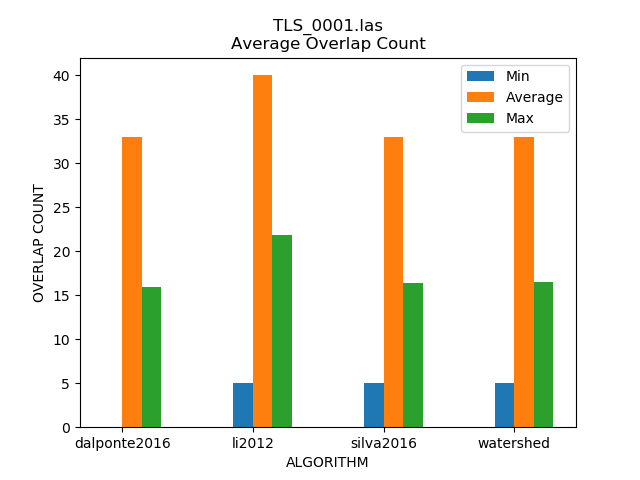 TLS_0001.las
Average Overlap Count
Min
Average
Max
40
35
30
25
20
15
10
5
0
OVERLAP COUNT
dalponte2016 li2012 silva2016 watershed
ALGORITHM